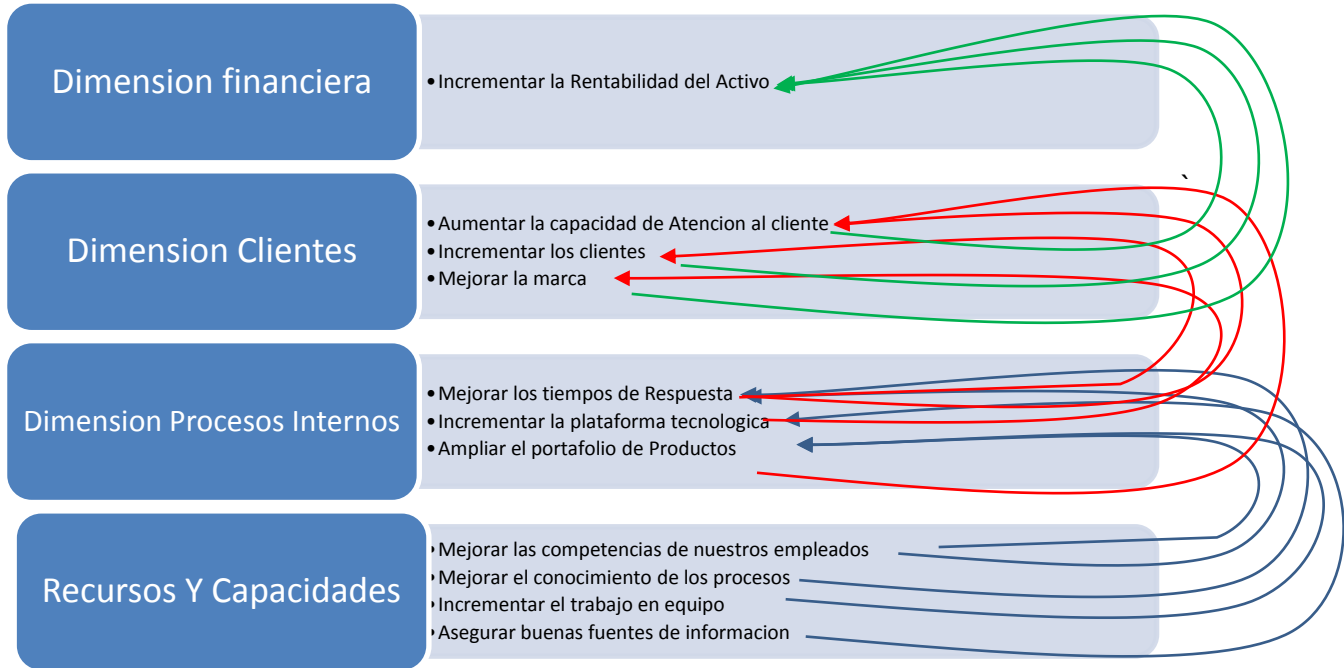 Dimension financiera
•Incrementar la Rentabilidad del Activo
`
Dimension Clientes
•Aumentar la capacidad de Atencion al cliente
•Incrementar los clientes
•Mejorar la marca
Dimension Procesos Internos
•Mejorar los tiempos de Respuesta
•Incrementar la plataforma tecnologica
•Ampliar el portafolio de Productos
Recursos Y Capacidades
•Mejorar las competencias de nuestros empleados
•Mejorar el conocimiento de los procesos
•Incrementar el trabajo en equipo
•Asegurar buenas fuentes de informacion